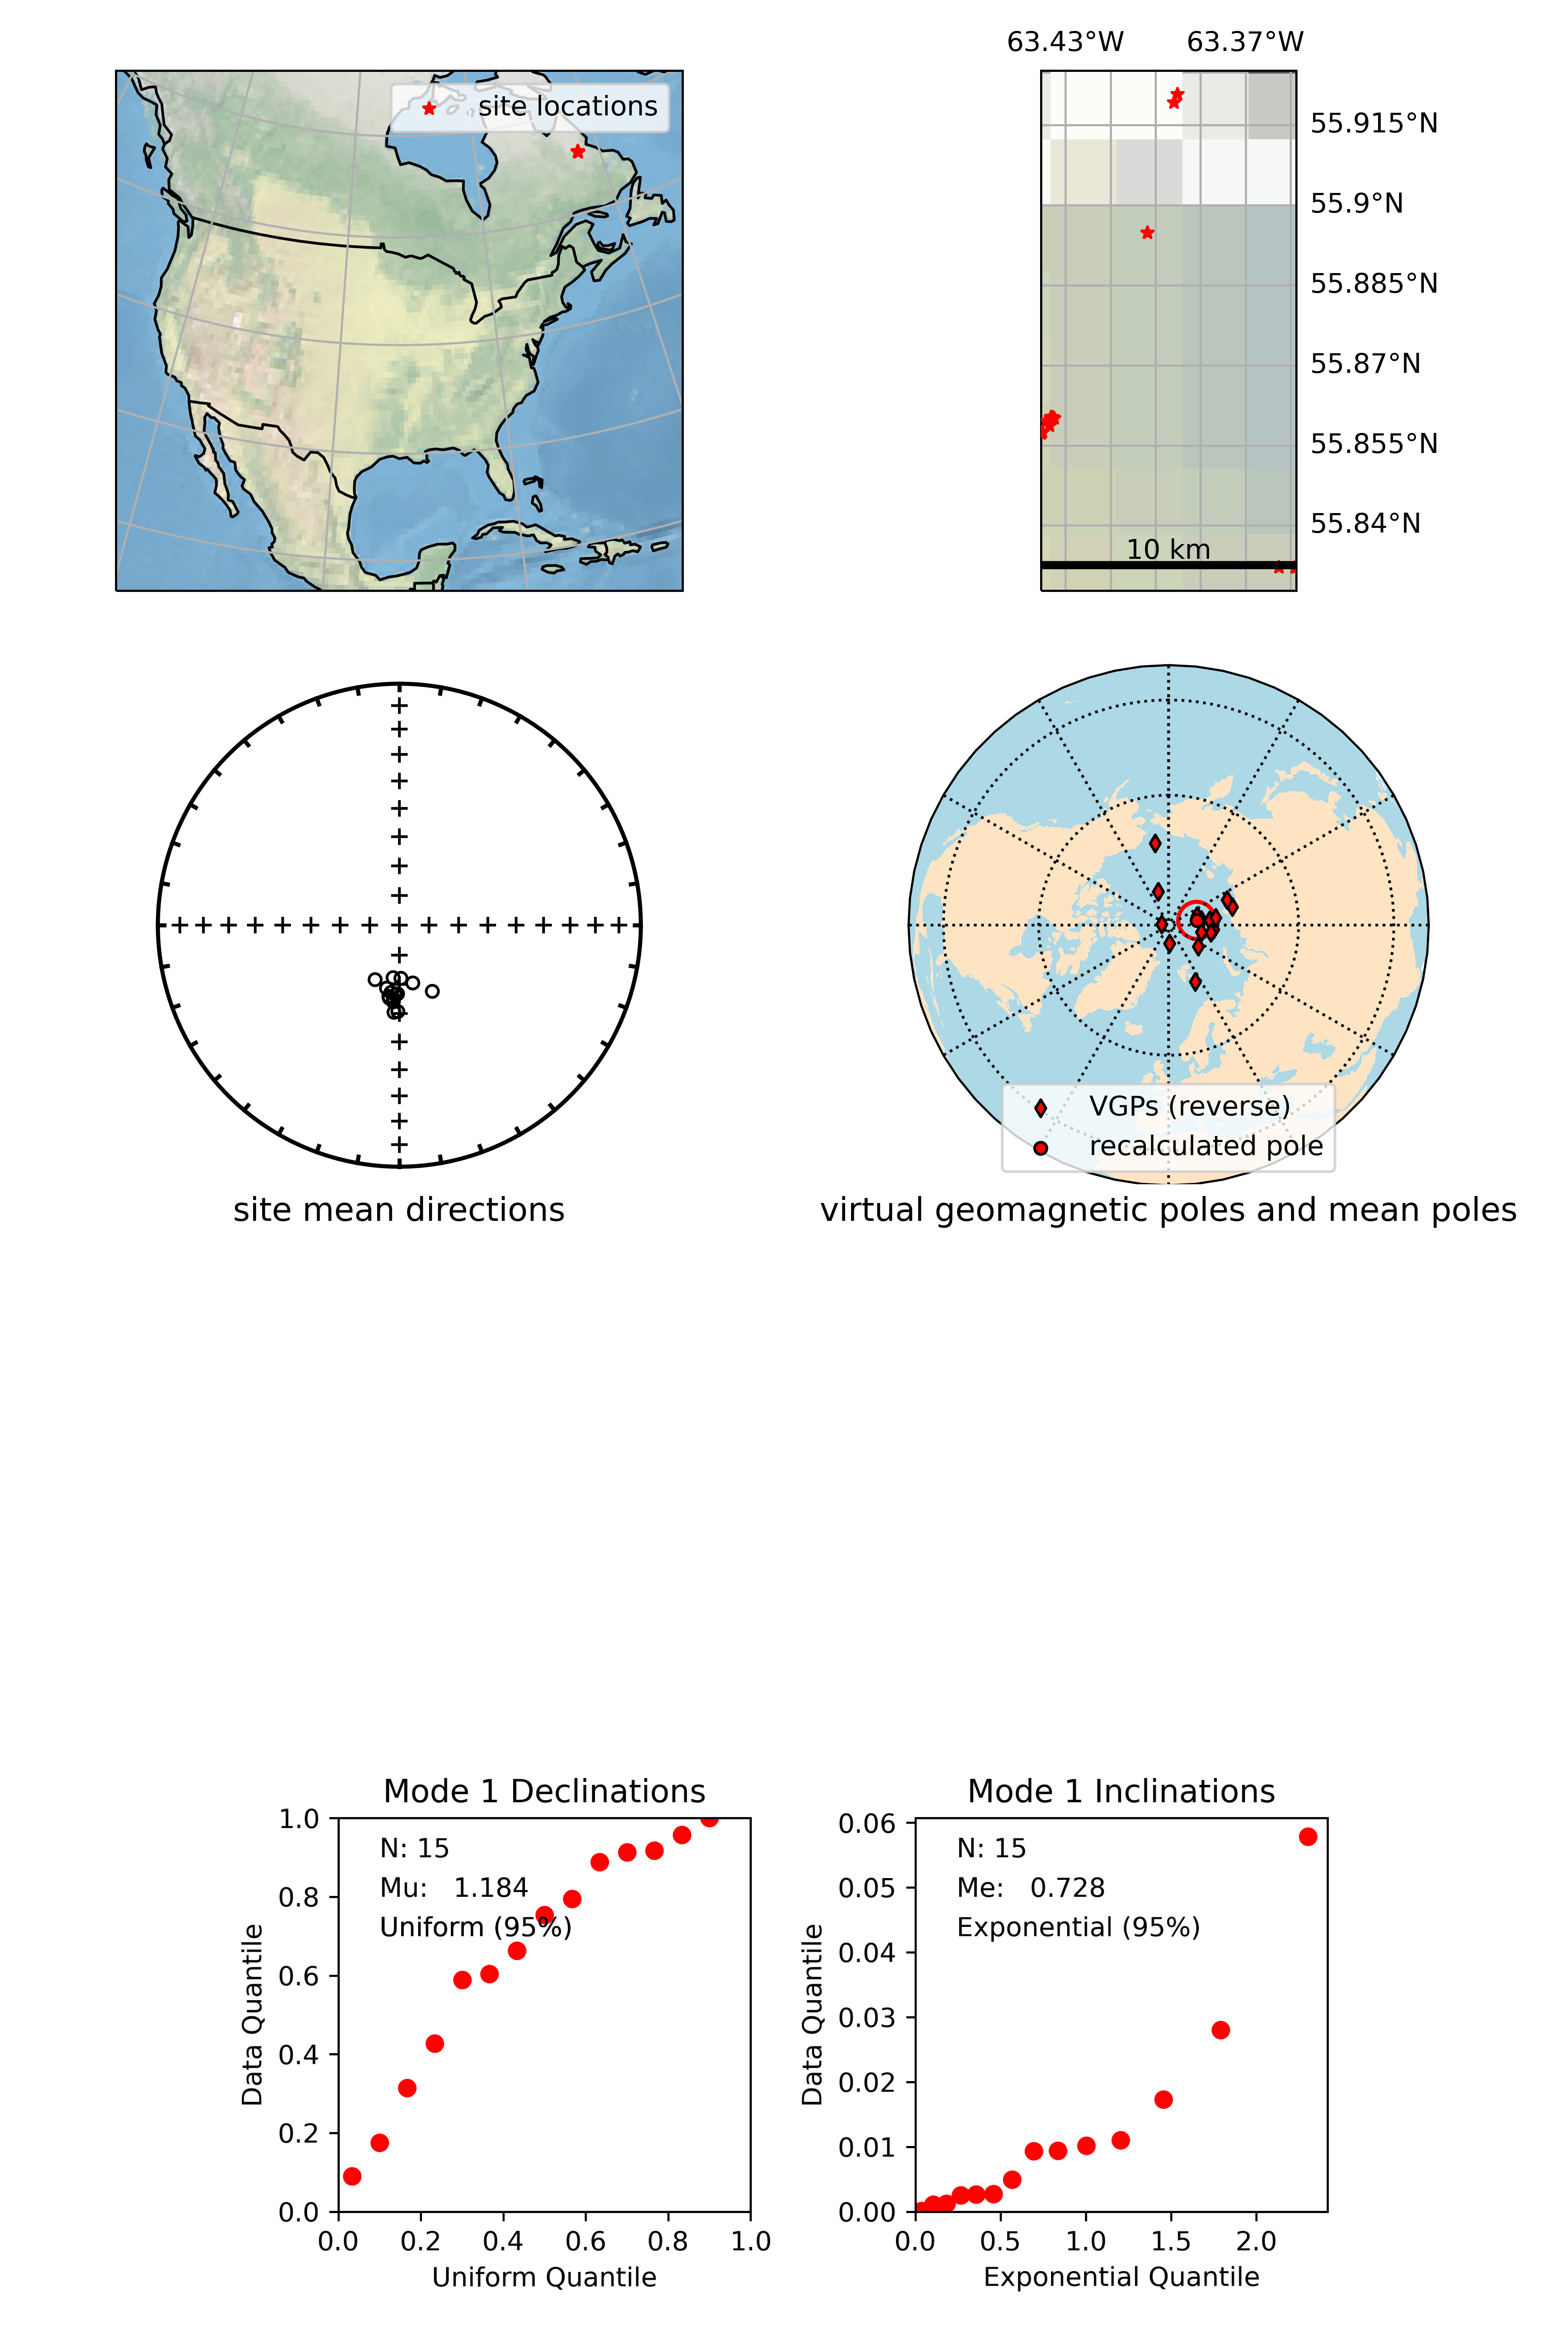 63.43°W 63.37°W
site locations
55.915°N
55.9°N
55.885°N
55.87°N
55.855°N
55.84°N
10 km
VGPs (reverse)
recalculated pole
site mean directions
virtual geomagnetic poles and mean poles
Mode 1 Declinations
1.0
0.8
0.6
0.4
0.2
0.0
N: 15
Mu: 1.184
Uniform (95%)
Data Quantile
0.0 0.2 0.4 0.6 0.8 1.0
Uniform Quantile
Mode 1 Inclinations
0.06
0.05
0.04
0.03
0.02
0.01
0.00
N: 15
Me: 0.728
Exponential (95%)
Data Quantile
0.0 0.5 1.0 1.5 2.0
Exponential Quantile